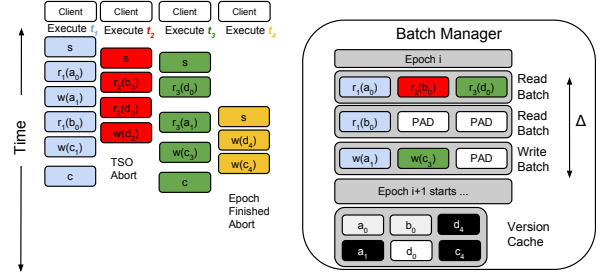 Client
Client
Client
Client
Execute t1
Execute t2
Execute t3
Execute t4
Time
s
r1(a0)
w(a1)
r1(b0)
w(c1)
c
s
r2(b0)
r2(d0)
w(d2)
TSO
Abort
s
r3(d0)
r3(a1)
w(c3)
c
s
w(d4)
w(c4)
Epoch
Finished
Abort
Batch Manager
Epoch i
r1(a0)
r2(b0)
r3(d0)
Read
Batch
r1(b0)
PAD
PAD
Read
Batch
w(a1)
w(c3)
PAD
Write
Batch
Δ
Epoch i+1 starts ...
a0
b0
d4
a1
d0
c4
Version
Cache